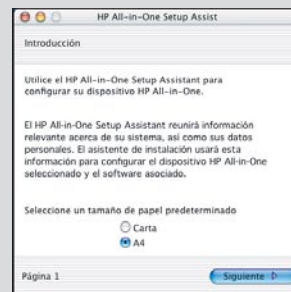 HP All-in-One Setup Assist
Introducción
Utilice el HP All-in-One Setup Assistant para
configurar su dispositivo HP All-in-One.
El HP All-in-One Setup Assistant reunirá información
relevante acerca de su sistema, así como sus datos
personales. El asistente de instalación usará esta
información para configurar el dispositivo HP All-in-One
seleccionado y el software asociado.
Seleccione un tamaño de papel predeterminado
Carta
A4
Página 1
Siguiente